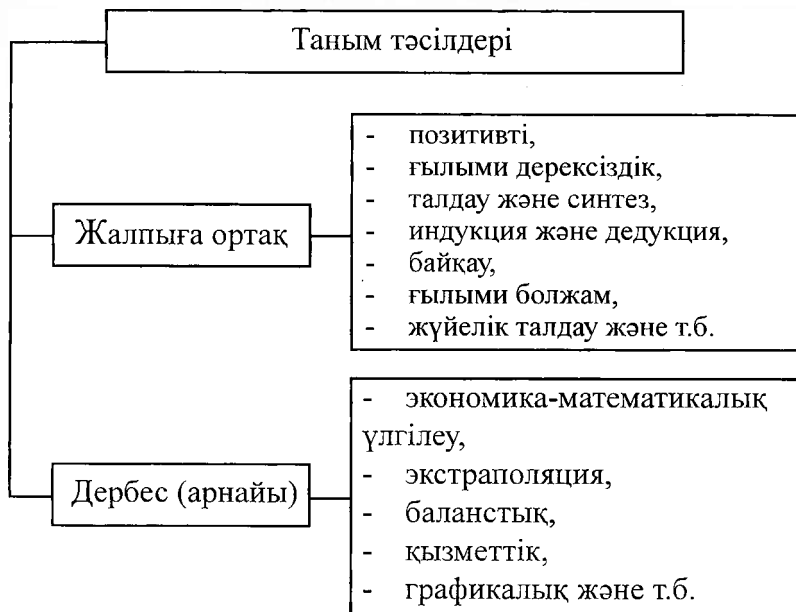 Таным тәсілдері
Жалпыға ортақ
- позитивті,
- ғылыми дерексіздік,
- талдау және синтез,
- индукция және дедукция,
- байқау,
- ғылыми болжам,
- жүйелік талдау және т.б.
Дербес (арнайы)
- экономика-математикалық
үлгілеу,
- экстраполяция,
- баланстық,
- қызметтік,
- графикалық және т.б.